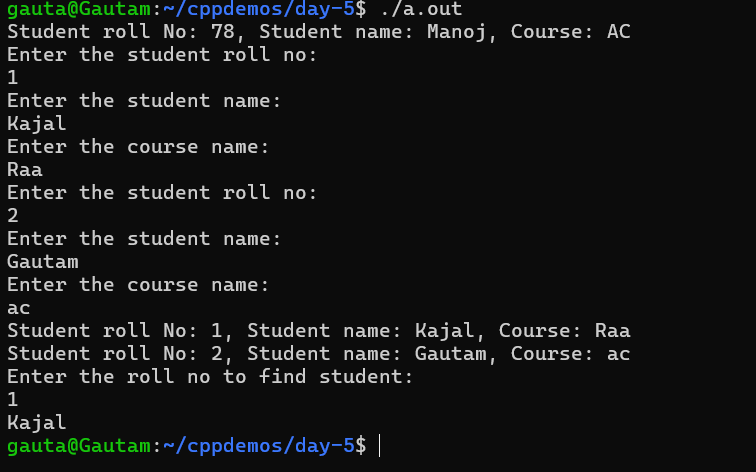 gauta@Gautam:~/cppdemos/day-5$ ./a.out
Student roll No: 78, Student name: Manoj, Course: AC
Enter the student roll no:
1
Enter the student name:
Kajal
Enter the course name:
Raa
Enter the student roll no:
2
Enter the student name:
Gautam
Enter the course name:
ac
Student roll No: 1, Student name: Kajal, Course: Raa
Student roll No: 2, Student name: Gautam, Course: ac
Enter the roll no to find student:
1
Kajal
gauta@Gautam:~/cppdemos/day-5$